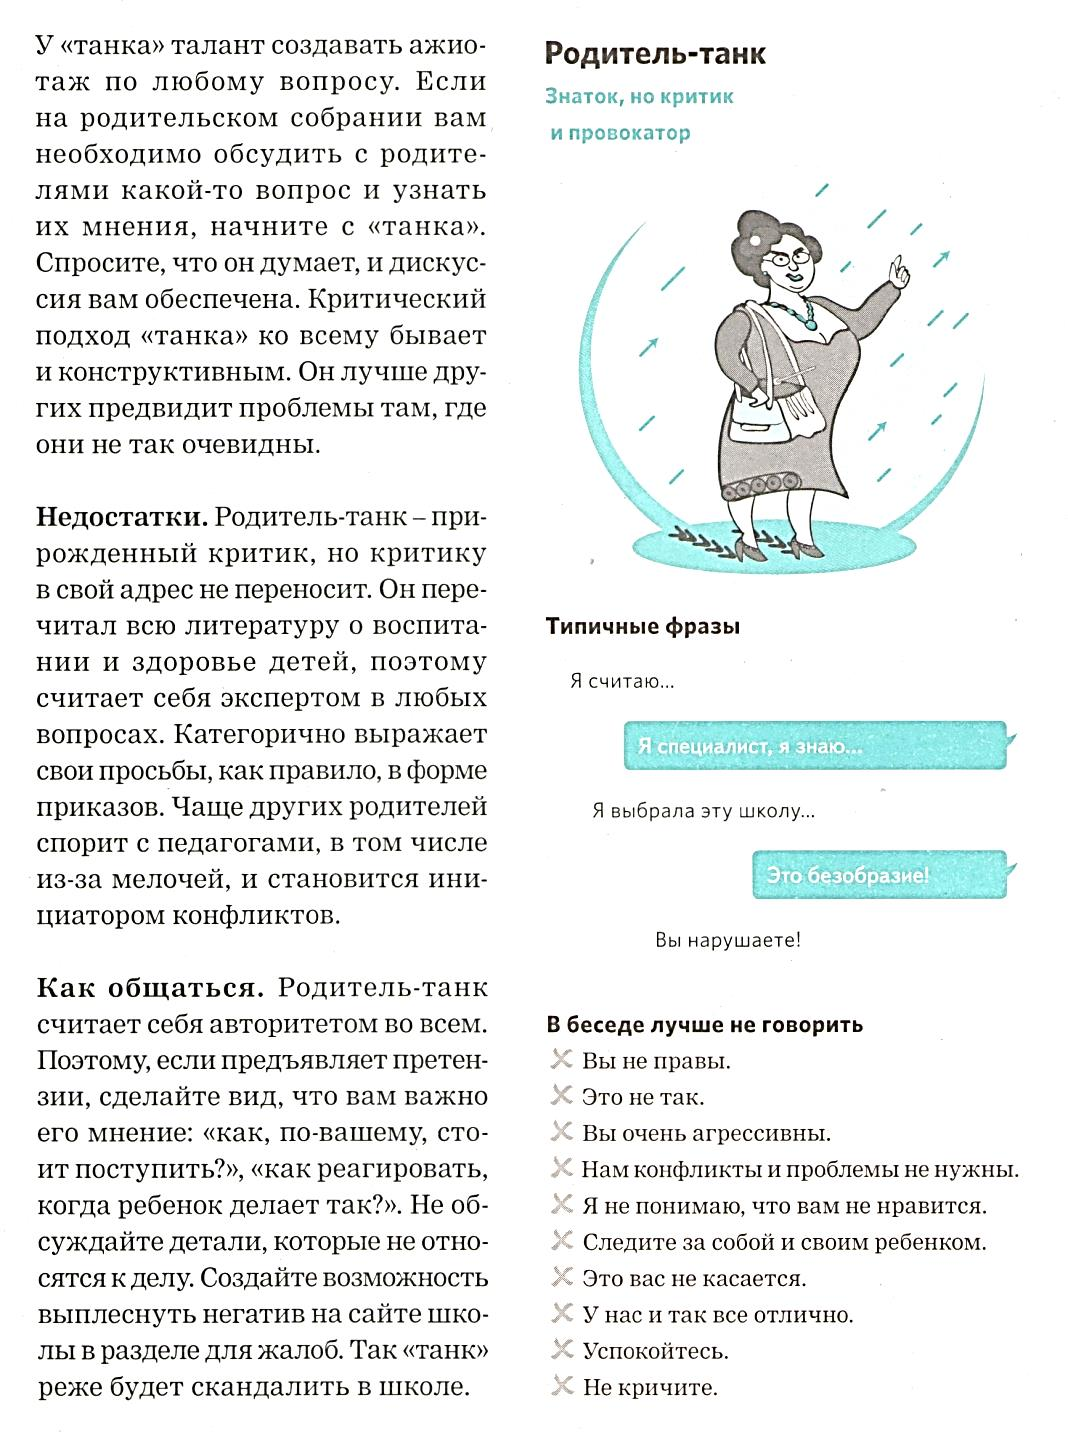 У «танка» талант создавать ажио-
таж по любому вопросу. Если
на родительском собрании вам
необходимо обсудить с родите-
лями какой-то вопрос и узнать
их мнения, начните с «танка».
Спросите, что он думает, и дискус-
сия вам обеспечена. Критический
подход «танка» ко всему бывает
и конструктивным. Он лучше дру-
гих предвидит проблемы там, где
они не так очевидны.
Недостатки. Родитель-танк – при-
рожденный критик, но критику
в свой адрес не переносит. Он пере-
читал всю литературу о воспита-
нии и здоровье детей, поэтому
считает себя экспертом в любых
вопросах. Категорично выражает
свои просьбы, как правило, в форме
приказов. Чаще других родителей
спорит с педагогами, в том числе
из-за мелочей, и становится ини-
циатором конфликтов.
Как общаться. Родитель-танк
считает себя авторитетом во всем.
Поэтому, если предъявляет претен-
зии, сделайте вид, что вам важно
его мнение: «как, по-вашему, сто-
ит поступить?», «как реагировать,
когда ребенок делает так?». Не об-
суждайте детали, которые не отно-
сятся к делу. Создайте возможность
выплеснуть негатив на сайте шко-
лы в разделе для жалоб. Так «танк»
реже будет скандалить в школе.
Родитель-танк
Знаток, но критик
и провокатор
Типичные фразы
Я считаю...
Я специалист, я знаю...
Я выбрала эту школу...
Это безобразие!
Вы нарушаете!
В беседе лучше не говорить
Вы не правы.
Это не так.
Вы очень агрессивны.
Нам конфликты и проблемы не нужны.
Я не понимаю, что вам не нравится.
Следите за собой и своим ребенком.
Это вас не касается.
У нас и так все отлично.
Успокойтесь.
Не кричите.